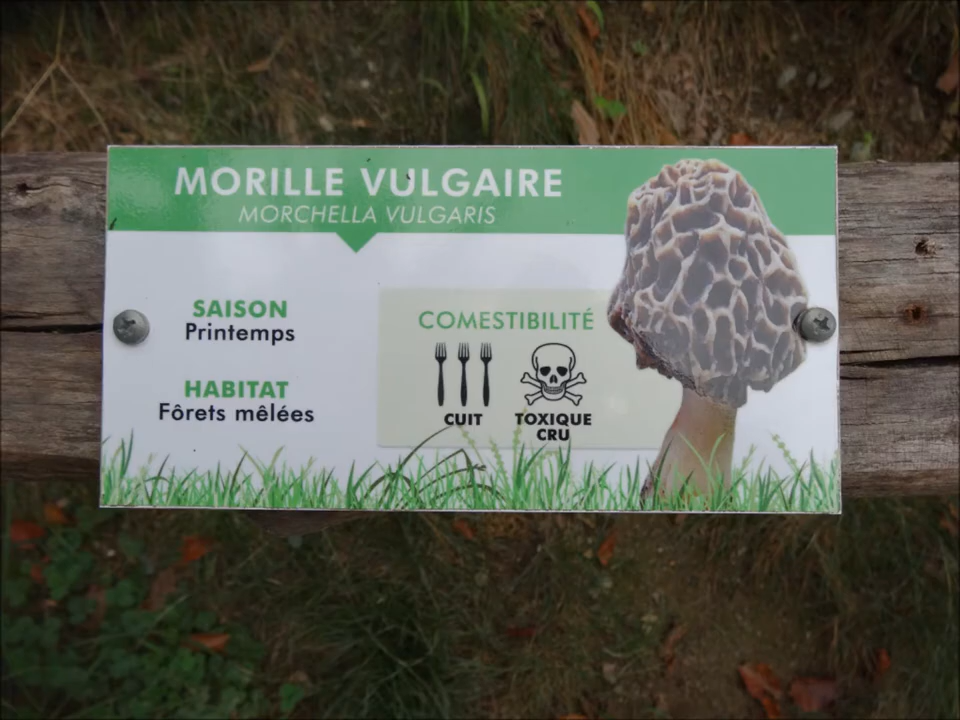 MORILLE VULGAIRE
MORCHELLA VULGARIS
SAISON
Printemps
HABITAT
Fôrets mêlées
COMESTIBILITÉ
CUIT
TOXIQUE
CRU